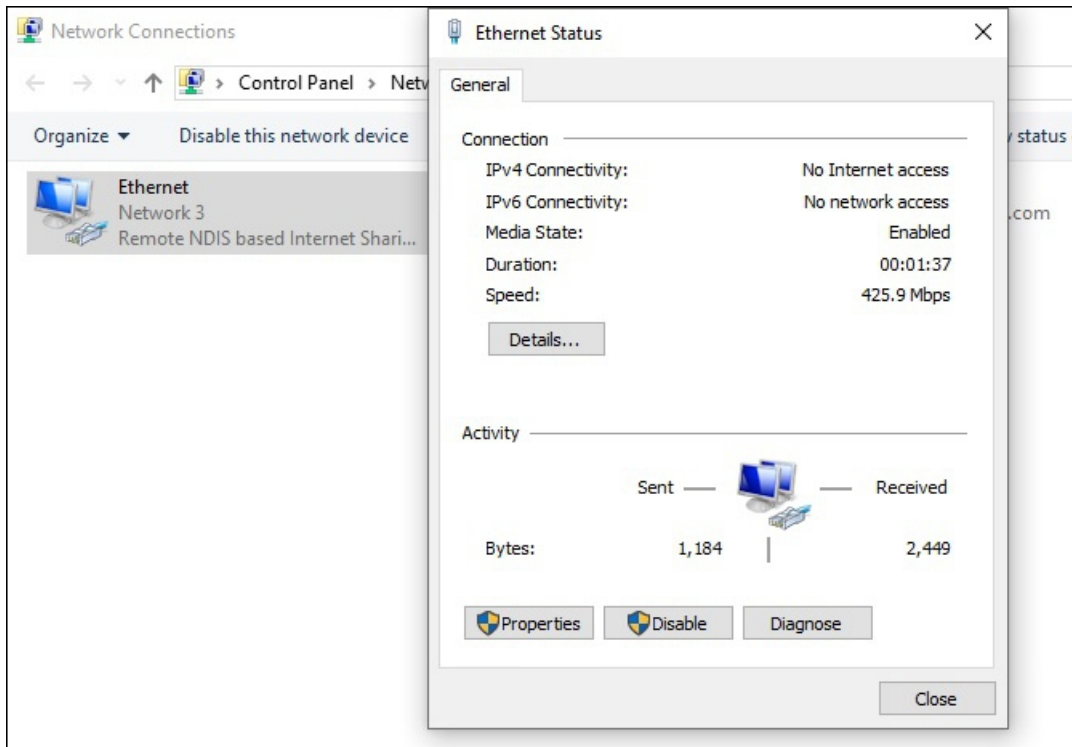 Network Connections
Control Panel > Netw
Organize Disable this network device
Ethernet
Network 3
Remote NDIS based Internet Shari...
Ethernet Status
General
Connection
IPv4 Connectivity: No Internet access
IPv6 Connectivity: No network access
Media State: Enabled
Duration: 00:01:37
Speed: 425.9 Mbps
Details...
Activity
Sent Received
Bytes: 1,184 2,449
Properties Disable Diagnose
Close
status
.com